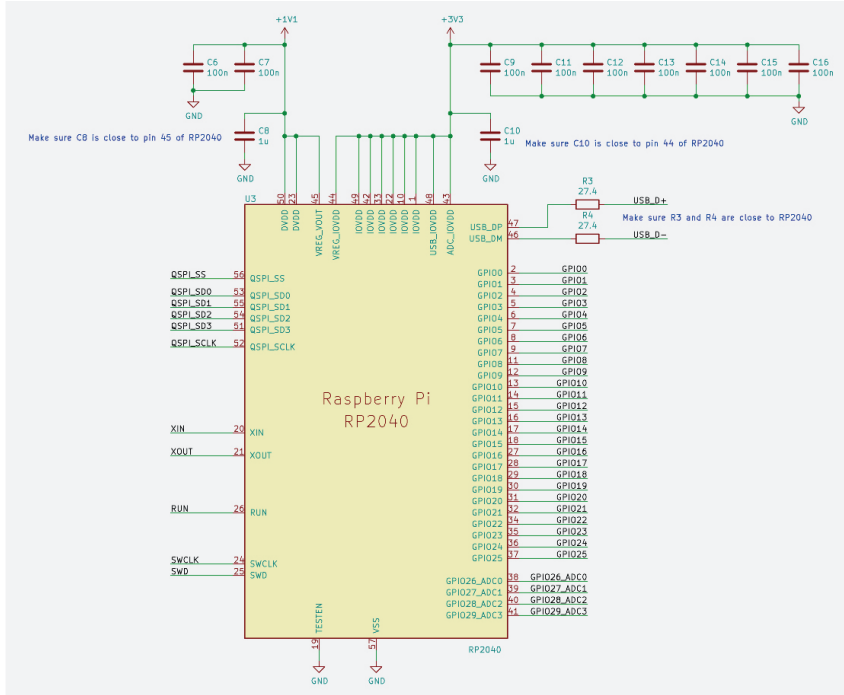 +1V1
+3V3
C6
100n
C7
100n
C9
100n
C11
100n
C12
100n
C13
100n
C14
100n
C15
100n
C16
100n
GND
GND
Make sure C8 is close to pin 45 of RP2040
C8
1u
C10
1u
Make sure C10 is close to pin 44 of RP2040
GND
GND
R3
27.4
USB_D+
R4
27.4
Make sure R3 and R4 are close to RP2040
USB_D-
U3
50 DVDD
23 DVDD
45 VREG_VOUT
44 VREG_IOVDD
49 IOVDD
42 IOVDD
33 IOVDD
22 IOVDD
10 IOVDD
1 IOVDD
48 USB_IOVDD
43 ADC_IOVDD
USB_DP 47
USB_DM 46
QSPI_SS 56 QSPI_SS
QSPI_SD0 53 QSPI_SD0
QSPI_SD1 55 QSPI_SD1
QSPI_SD2 54 QSPI_SD2
QSPI_SD3 51 QSPI_SD3
QSPI_SCLK 52 QSPI_SCLK
XIN 20 XIN
XOUT 21 XOUT
RUN 26 RUN
SWCLK 24 SWCLK
SWD 25 SWD
Raspberry Pi
RP2040
GPIO0 2 GPIO0
GPIO1 3 GPIO1
GPIO2 4 GPIO2
GPIO3 5 GPIO3
GPIO4 6 GPIO4
GPIO5 7 GPIO5
GPIO6 8 GPIO6
GPIO7 9 GPIO7
GPIO8 11 GPIO8
GPIO9 12 GPIO9
GPIO10 13 GPIO10
GPIO11 14 GPIO11
GPIO12 15 GPIO12
GPIO13 16 GPIO13
GPIO14 17 GPIO14
GPIO15 18 GPIO15
GPIO16 27 GPIO16
GPIO17 28 GPIO17
GPIO18 29 GPIO18
GPIO19 30 GPIO19
GPIO20 31 GPIO20
GPIO21 32 GPIO21
GPIO22 34 GPIO22
GPIO23 35 GPIO23
GPIO24 36 GPIO24
GPIO25 37 GPIO25
GPIO26_ADC0 38 GPIO26_ADC0
GPIO27_ADC1 39 GPIO27_ADC1
GPIO28_ADC2 40 GPIO28_ADC2
GPIO29_ADC3 41 GPIO29_ADC3
TESTEN 19
VSS 57
RP2040
GND
GND